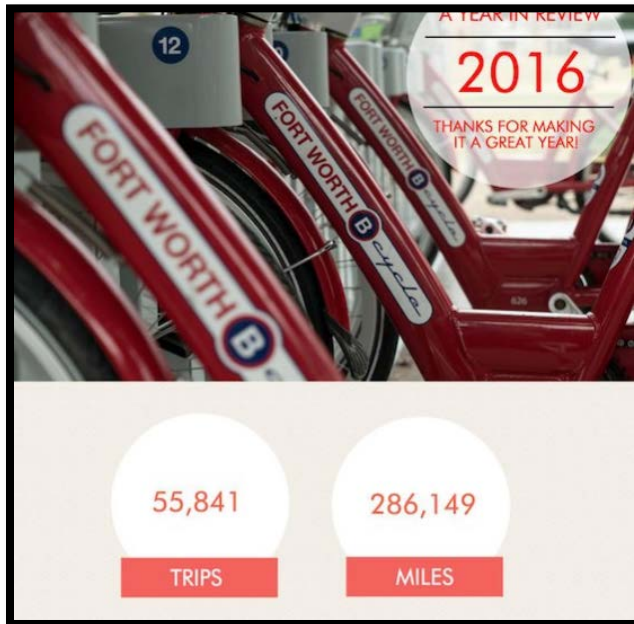 A YEAR IN REVIEW
2016
THANKS FOR MAKING
IT A GREAT YEAR!
12
FORT WORTH B cycle
FORT WORTH B cycle
FORT WORTH B
626
55,841
TRIPS
286,149
MILES